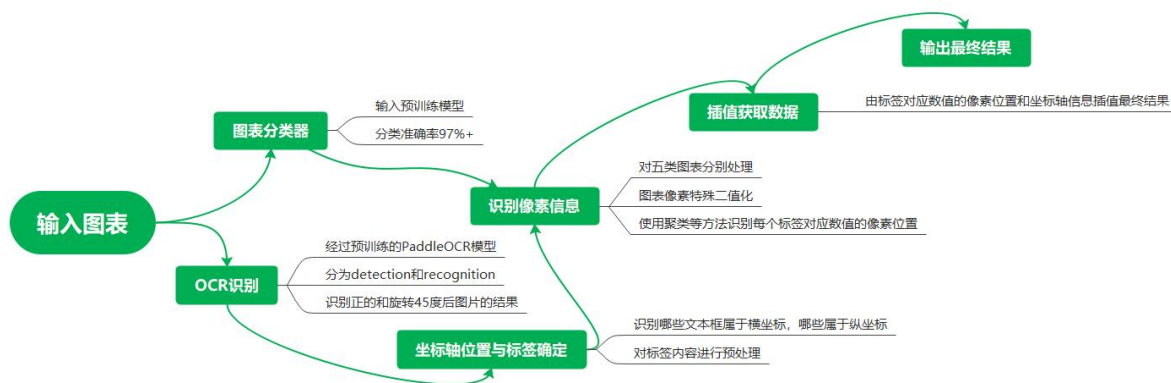 输入图表
图表分类器
输入预训练模型
分类准确率97%+
OCR识别
经过预训练的PaddleOCR模型
分为detection和recognition
识别正的和旋转45度后图片的结果
坐标轴位置与标签确定
识别哪些文本框属于横坐标，哪些属于纵坐标
对标签内容进行预处理
识别像素信息
对五类图表分别处理
图表像素特殊二值化
使用聚类等方法识别每个标签对应数值的像素位置
插值获取数据
由标签对应数值的像素位置和坐标轴信息插值最终结果
输出最终结果